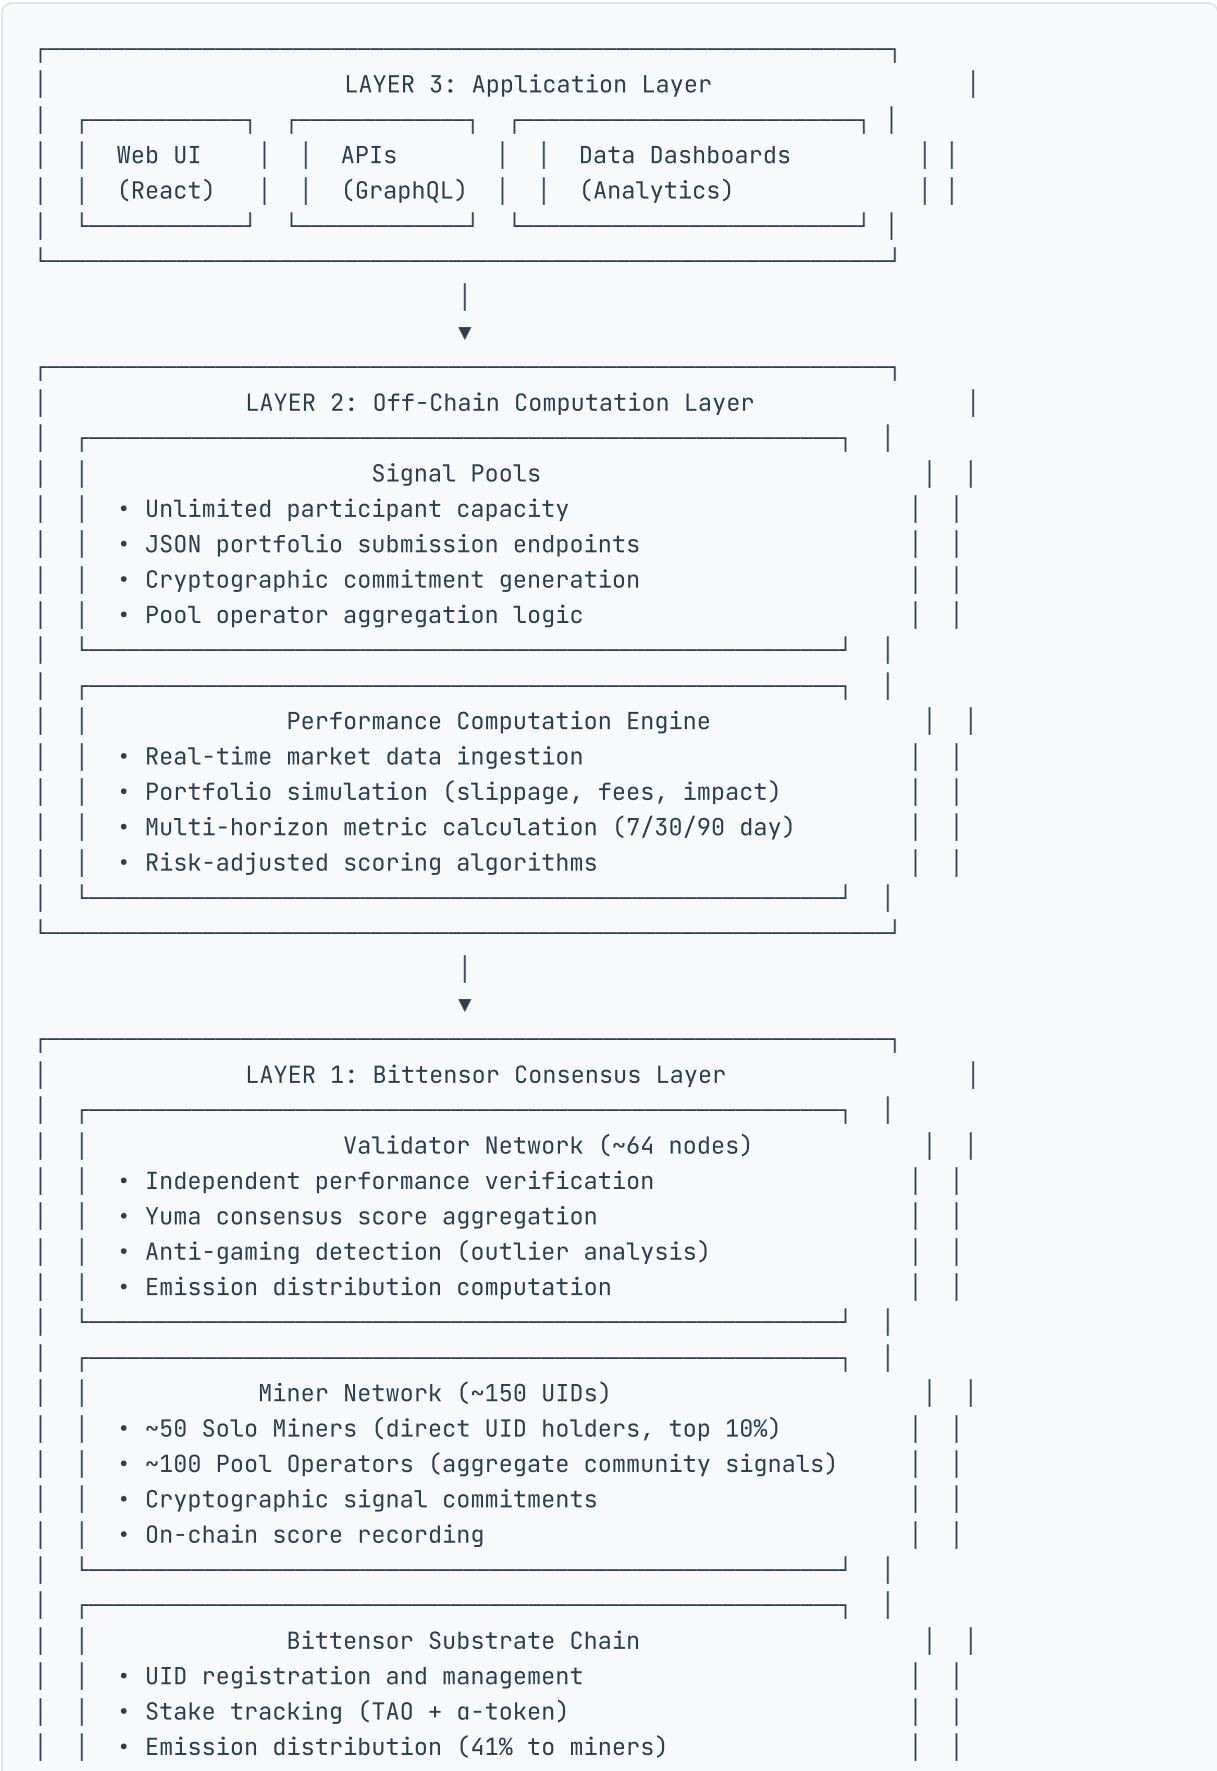 LAYER 3: Application Layer
Web UI APIs Data Dashboards
(React) (GraphQL) (Analytics)
▼
LAYER 2: Off-Chain Computation Layer
Signal Pools
• Unlimited participant capacity
• JSON portfolio submission endpoints
• Cryptographic commitment generation
• Pool operator aggregation logic
Performance Computation Engine
• Real-time market data ingestion
• Portfolio simulation (slippage, fees, impact)
• Multi-horizon metric calculation (7/30/90 day)
• Risk-adjusted scoring algorithms
▼
LAYER 1: Bittensor Consensus Layer
Validator Network (~64 nodes)
• Independent performance verification
• Yuma consensus score aggregation
• Anti-gaming detection (outlier analysis)
• Emission distribution computation
Miner Network (~150 UIDs)
• ~50 Solo Miners (direct UID holders, top 10%)
• ~100 Pool Operators (aggregate community signals)
• Cryptographic signal commitments
• On-chain score recording
Bittensor Substrate Chain
• UID registration and management
• Stake tracking (TAO + α-token)
• Emission distribution (41% to miners)